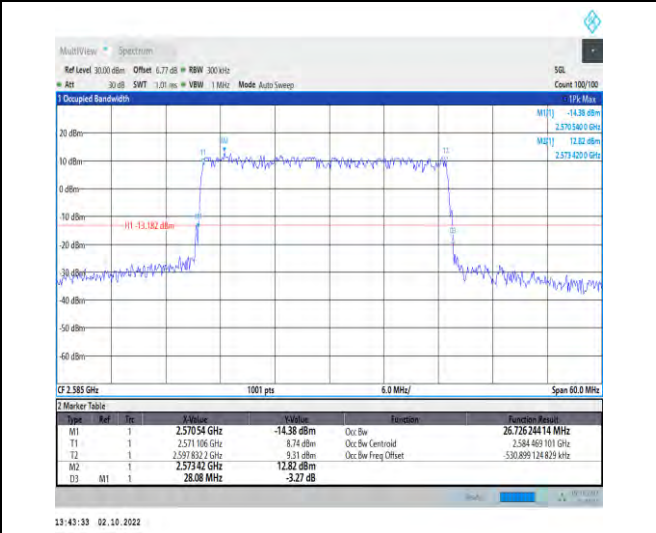 MultiView Spectrum
Ref Level 30.00 dBm Offset 6.77 dB RBW 300 kHz SGL
Att 30 dB SWT 1.01 ms VBW 1 MHz Mode Auto Sweep Count 100/100
1 Occupied Bandwidth 1Pk Max
M1[1] -14.38 dBm
2.570540 0 GHz
M2[1] 12.82 dBm
2.573420 0 GHz
20 dBm
T1 M2 T2
10 dBm
0 dBm
-10 dBm
H1 -13.182 dBm
D3
-20 dBm
-30 dBm
-40 dBm
-50 dBm
-60 dBm
CF 2.585 GHz 1001 pts 6.0 MHz/ Span 60.0 MHz
2 Marker Table
Type Ref Trc X-Value Y-Value Function Function Result
M1 1 2.57054 GHz -14.38 dBm Occ Bw 26.726 244 14 MHz
T1 1 2.571 106 GHz 8.74 dBm Occ Bw Centroid 2.584 469 101 GHz
T2 1 2.597 832 2 GHz 9.31 dBm Occ Bw Freq Offset -530.899 124 829 kHz
M2 1 2.573 42 GHz 12.82 dBm
D3 M1 1 28.08 MHz -3.27 dB
13:43:33 02.10.2022